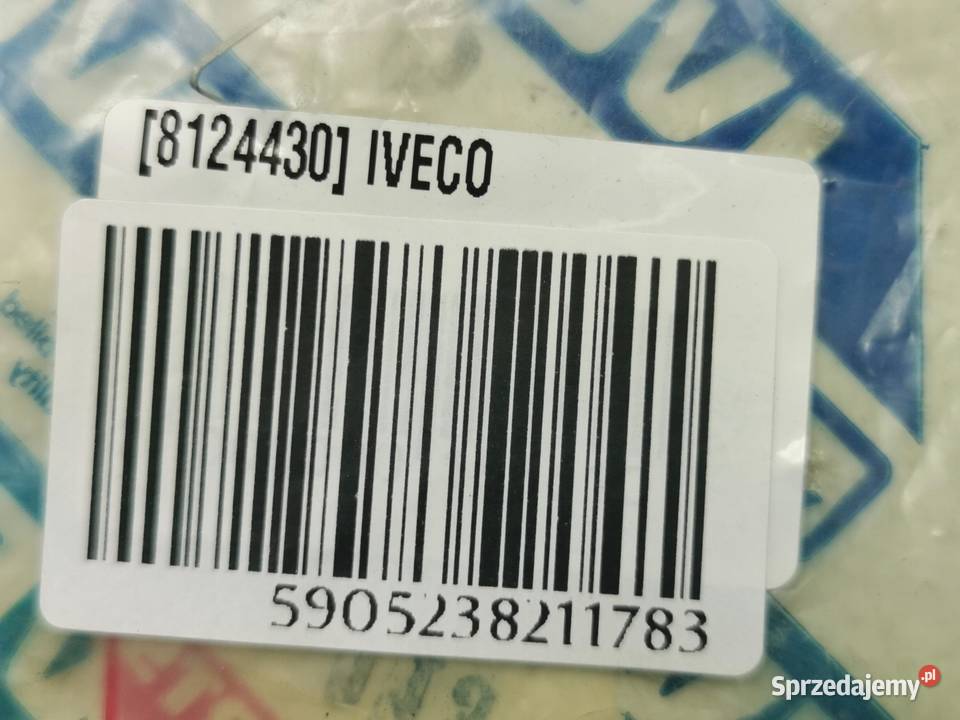 [8124430] IVECO
5905238211783
Sprzedajemy.pl